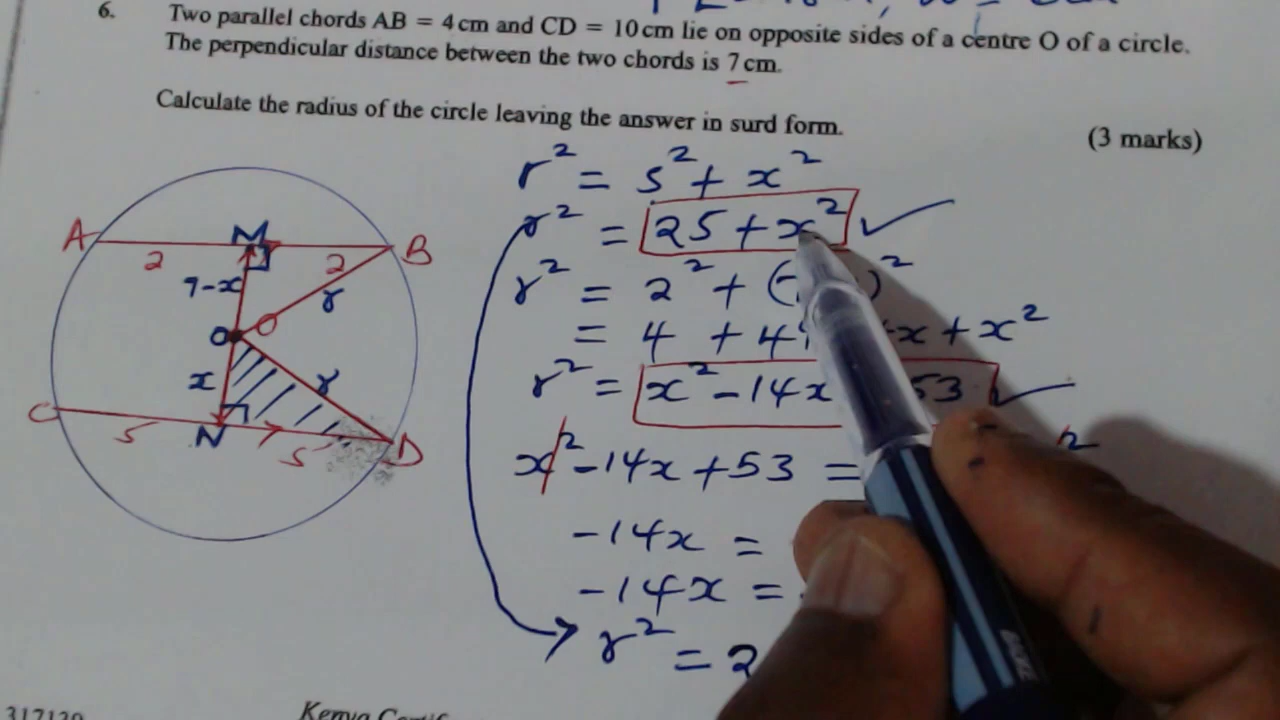 6. Two parallel chords AB = 4 cm and CD = 10 cm lie on opposite sides of a centre O of a circle.
The perpendicular distance between the two chords is 7 cm.
Calculate the radius of the circle leaving the answer in surd form.
(3 marks)
r² = 5² + x²
r² = 25 + x²
r² = 2² + ( )²
= 4 + 4 x + x²
r² = x² - 14x 53
x² - 14x + 53 =
-14x =
-14x =
r² = 2
A M B
2 2
7-x r
O
x r
C N D
5 5
317130
Kenya